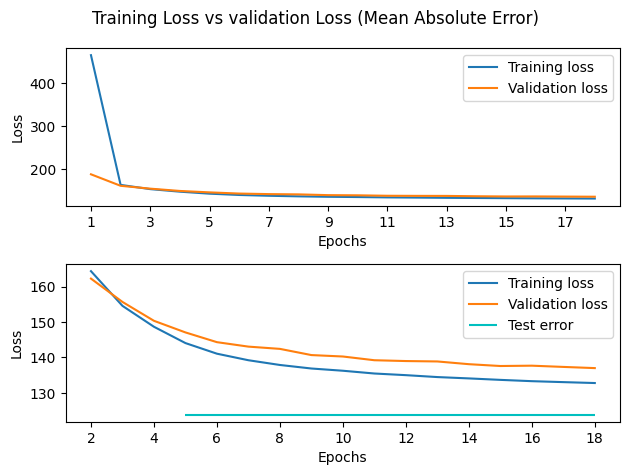 Training Loss vs validation Loss (Mean Absolute Error)
400
300
200
Loss
Training loss
Validation loss
1 3 5 7 9 11 13 15 17
Epochs
160
150
140
130
Loss
Training loss
Validation loss
Test error
2 4 6 8 10 12 14 16 18
Epochs